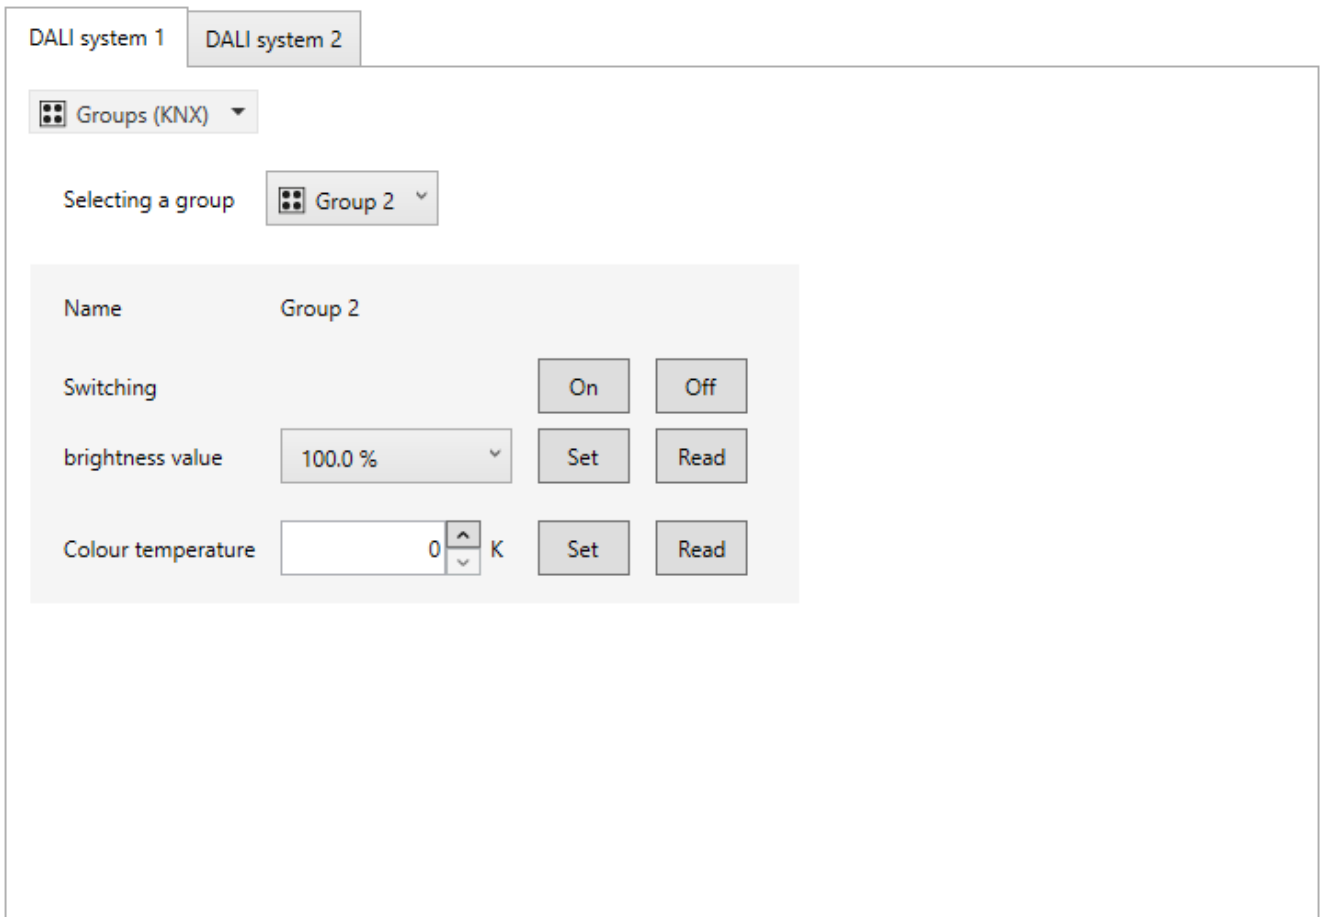 DALI system 1 DALI system 2
Groups (KNX)
Selecting a group Group 2
Name Group 2
Switching On Off
brightness value 100.0 % Set Read
Colour temperature 0 K Set Read